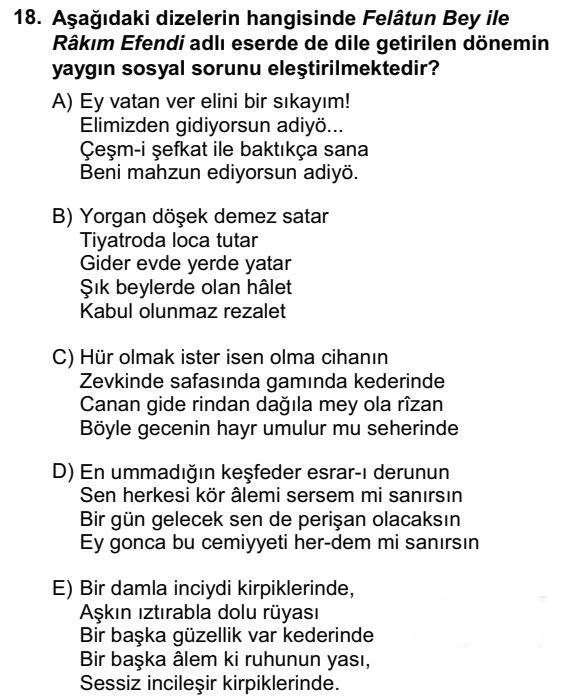 18. Aşağıdaki dizelerin hangisinde Felâtun Bey ile
Râkım Efendi adlı eserde de dile getirilen dönemin
yaygın sosyal sorunu eleştirilmektedir?
A) Ey vatan ver elini bir sıkayım!
Elimizden gidiyorsun adiyö...
Çeşm-i şefkat ile baktıkça sana
Beni mahzun ediyorsun adiyö.
B) Yorgan döşek demez satar
Tiyatroda loca tutar
Gider evde yerde yatar
Şık beylerde olan hâlet
Kabul olunmaz rezalet
C) Hür olmak ister isen olma cihanın
Zevkinde safasında gamında kederinde
Canan gide rindan dağıla mey ola rîzan
Böyle gecenin hayr umulur mu seherinde
D) En ummadığın keşfeder esrar-ı derunun
Sen herkesi kör âlemi sersem mi sanırsın
Bir gün gelecek sen de perişan olacaksın
Ey gonca bu cemiyyeti her-dem mi sanırsın
E) Bir damla inciydi kirpiklerinde,
Aşkın ıztırabla dolu rüyası
Bir başka güzellik var kederinde
Bir başka âlem ki ruhunun yası,
Sessiz incileşir kirpiklerinde.